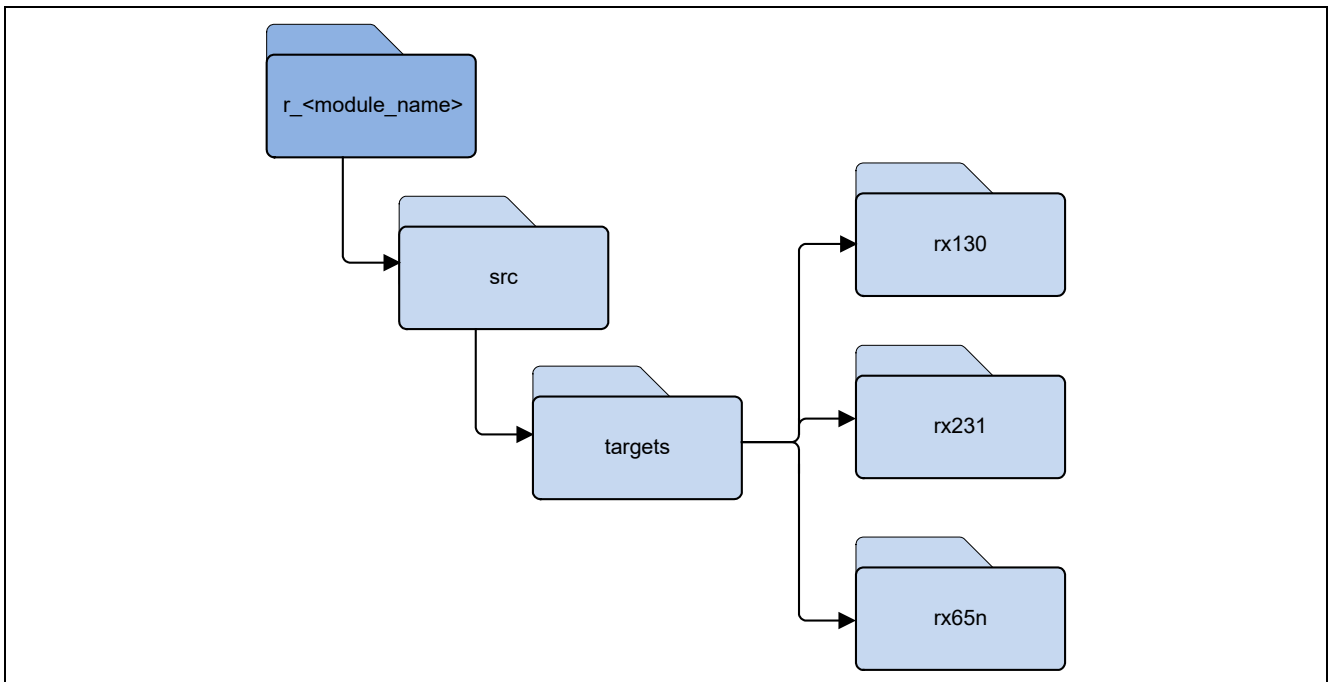 r_<module_name>
src
targets
rx130
rx231
rx65n